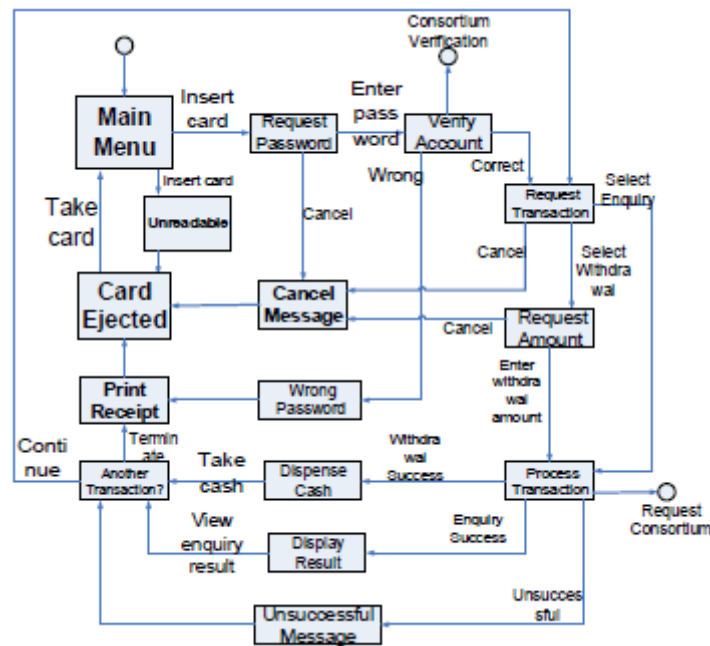 Consortium
Verification
Main
Menu
Insert
card
Request
Password
Enter
pass
word
Verify
Account
Wrong
Correct
Insert card
Unreadable
Take
card
Cancel
Request
Transaction
Select
Enquiry
Cancel
Select
Withdra
wal
Card
Ejected
Cancel
Message
Cancel
Request
Amount
Print
Receipt
Wrong
Password
Enter
withdra
wal
amount
Conti
nue
Termin
ate
Another
Transaction?
Take
cash
Dispense
Cash
Withdra
wal
Success
Process
Transaction
Request
Consortium
View
enquiry
result
Display
Result
Enquiry
Success
Unsucces
sful
Unsuccessful
Message